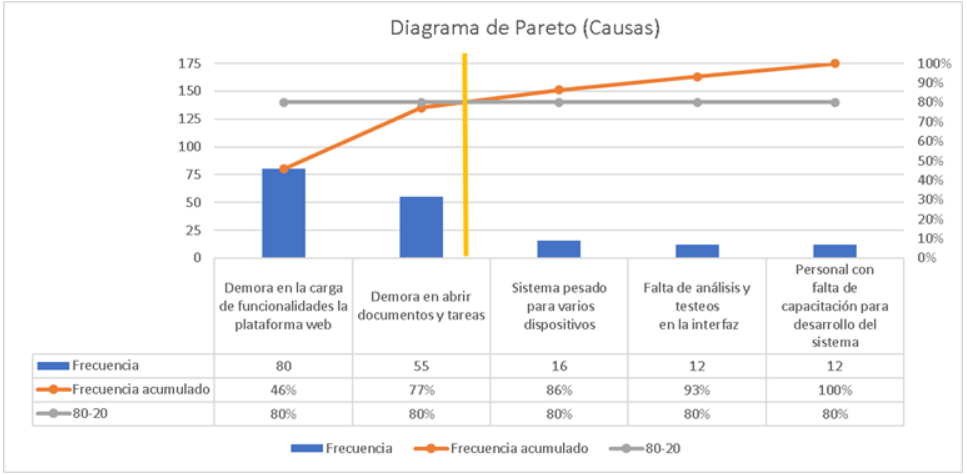 Diagrama de Pareto (Causas)
175
150
125
100
75
50
25
0
100%
90%
80%
70%
60%
50%
40%
30%
20%
10%
0%
Demora en la carga
de funcionalidades la
plataforma web
Demora en abrir
documentos y tareas
Sistema pesado
para varios
dispositivos
Falta de análisis y
testeos
en la interfaz
Personal con
falta de
capacitación para
desarrollo del
sistema
Frecuencia 80 55 16 12 12
Frecuencia acumulado 46% 77% 86% 93% 100%
80-20 80% 80% 80% 80% 80%
Frecuencia Frecuencia acumulado 80-20